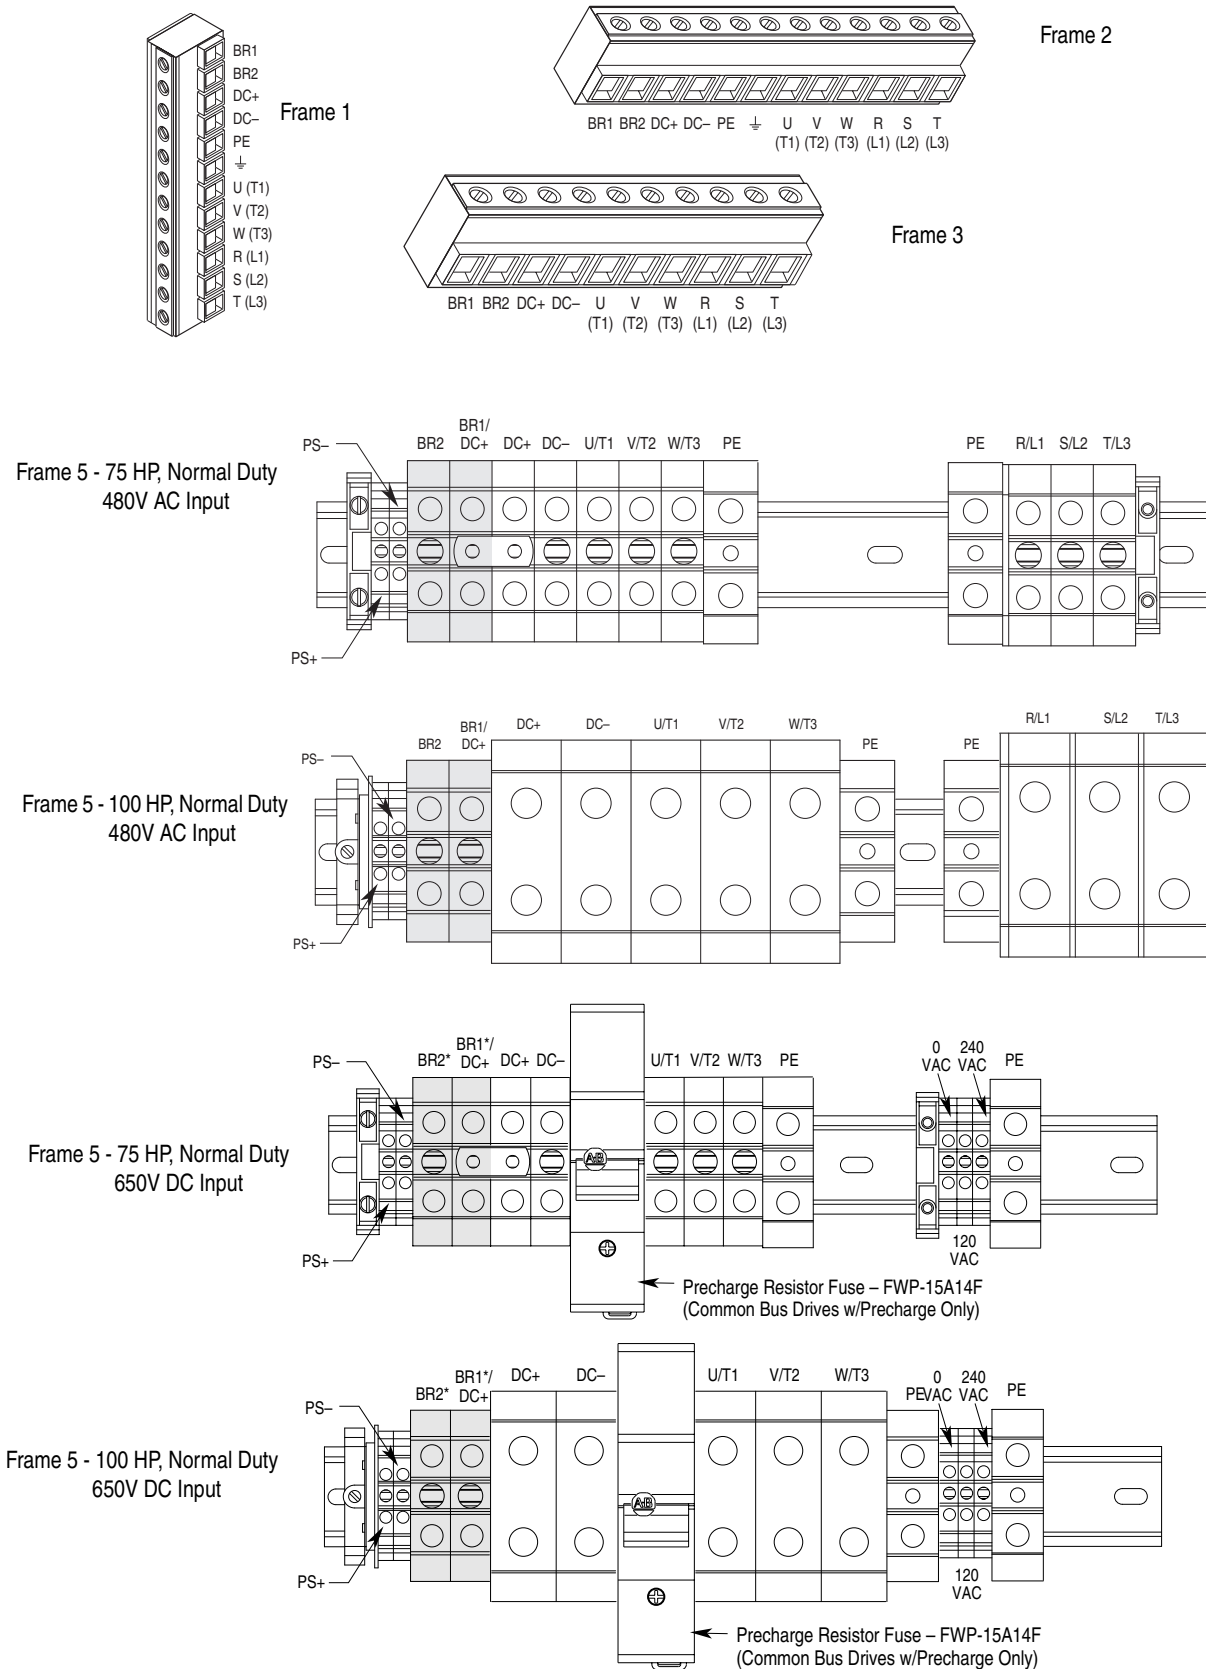 BR1
BR2
DC+
DC–
PE
⏚
U (T1)
V (T2)
W (T3)
R (L1)
S (L2)
T (L3)
Frame 1
Frame 2
BR1 BR2 DC+ DC– PE ⏚ U V W R S T
(T1) (T2) (T3) (L1) (L2) (L3)
Frame 3
BR1 BR2 DC+ DC– U V W R S T
(T1) (T2) (T3) (L1) (L2) (L3)
Frame 5 - 75 HP, Normal Duty
480V AC Input
PS–
BR1/
BR2 DC+ DC+ DC– U/T1 V/T2 W/T3 PE PE R/L1 S/L2 T/L3
PS+
Frame 5 - 100 HP, Normal Duty
480V AC Input
DC+ DC– U/T1 V/T2 W/T3 R/L1 S/L2 T/L3
BR1/
BR2 DC+ PE PE
PS–
PS+
Frame 5 - 75 HP, Normal Duty
650V DC Input
PS–
BR1*/
BR2* DC+ DC+ DC– U/T1 V/T2 W/T3 PE
0 240
VAC VAC PE
A-B
PS+
120
VAC
Precharge Resistor Fuse – FWP-15A14F
(Common Bus Drives w/Precharge Only)
Frame 5 - 100 HP, Normal Duty
650V DC Input
BR1*/ DC+ DC– U/T1 V/T2 W/T3 0 240
BR2* DC+ PE VAC VAC PE
PS–
A-B
PS+
120
VAC
Precharge Resistor Fuse – FWP-15A14F
(Common Bus Drives w/Precharge Only)